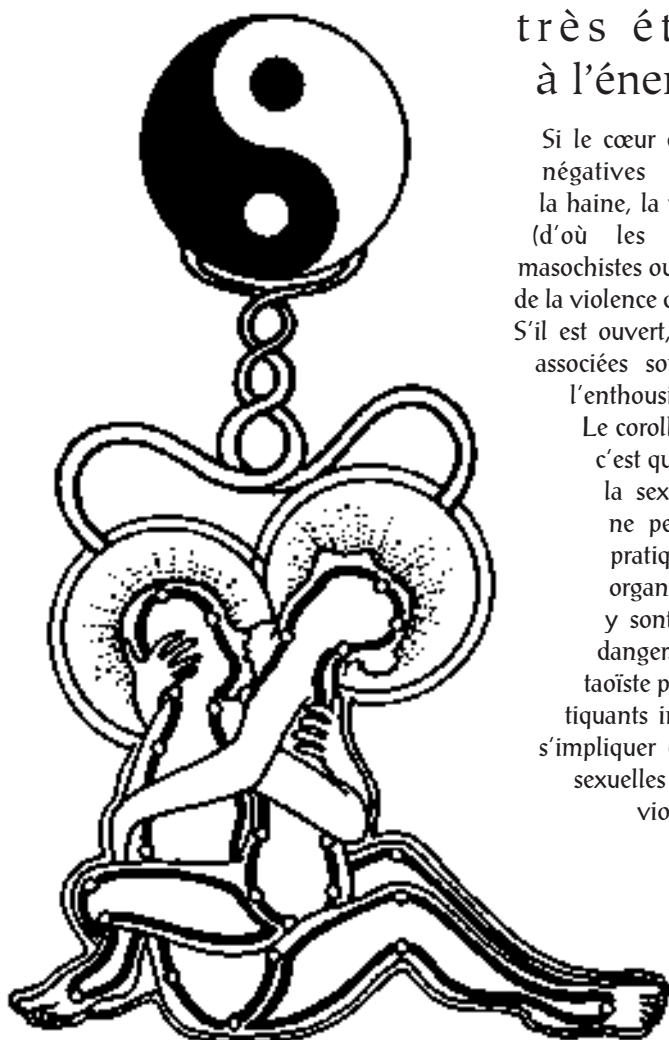 très ét
à l’éner
Si le cœur
négatives
la haine, la
(d’où les
masochistes ou
de la violence
S’il est ouvert,
associées so
l’enthousi
Le coroll
c’est qu
la sex
ne pe
pratiq
organ
y sont
danger
taoïste p
tiquants i
s’impliquer
sexuelles
vio